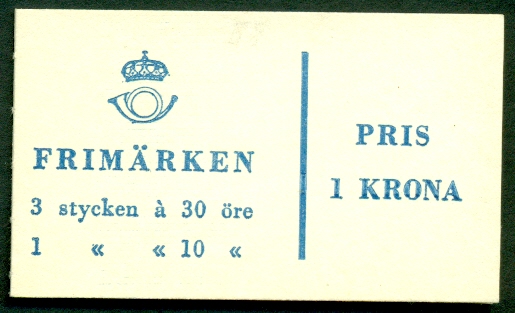 FRIMÄRKEN
3 stycken à 30 öre
1 « « 10 «
PRIS
1 KRONA